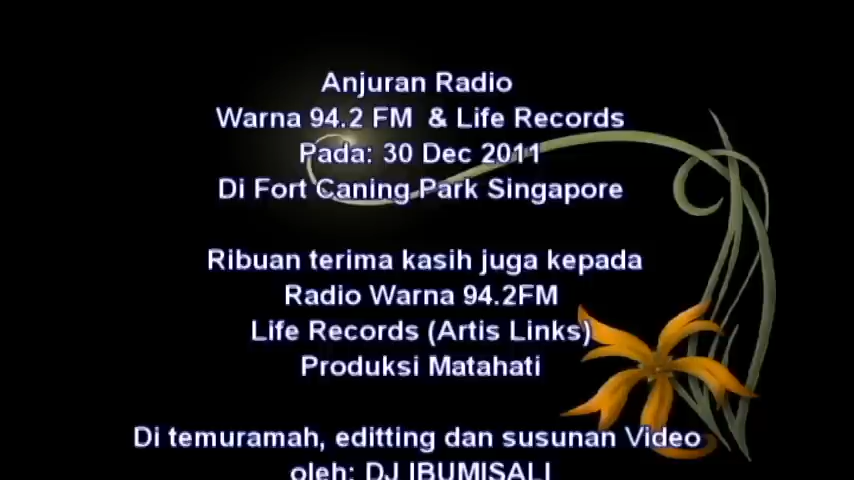 Anjuran Radio
Warna 94.2 FM & Life Records
Pada: 30 Dec 2011
Di Fort Caning Park Singapore
Ribuan terima kasih juga kepada
Radio Warna 94.2FM
Life Records (Artis Links)
Produksi Matahati
Di temuramah, editting dan susunan Video
oleh: DJ IBUMISALI